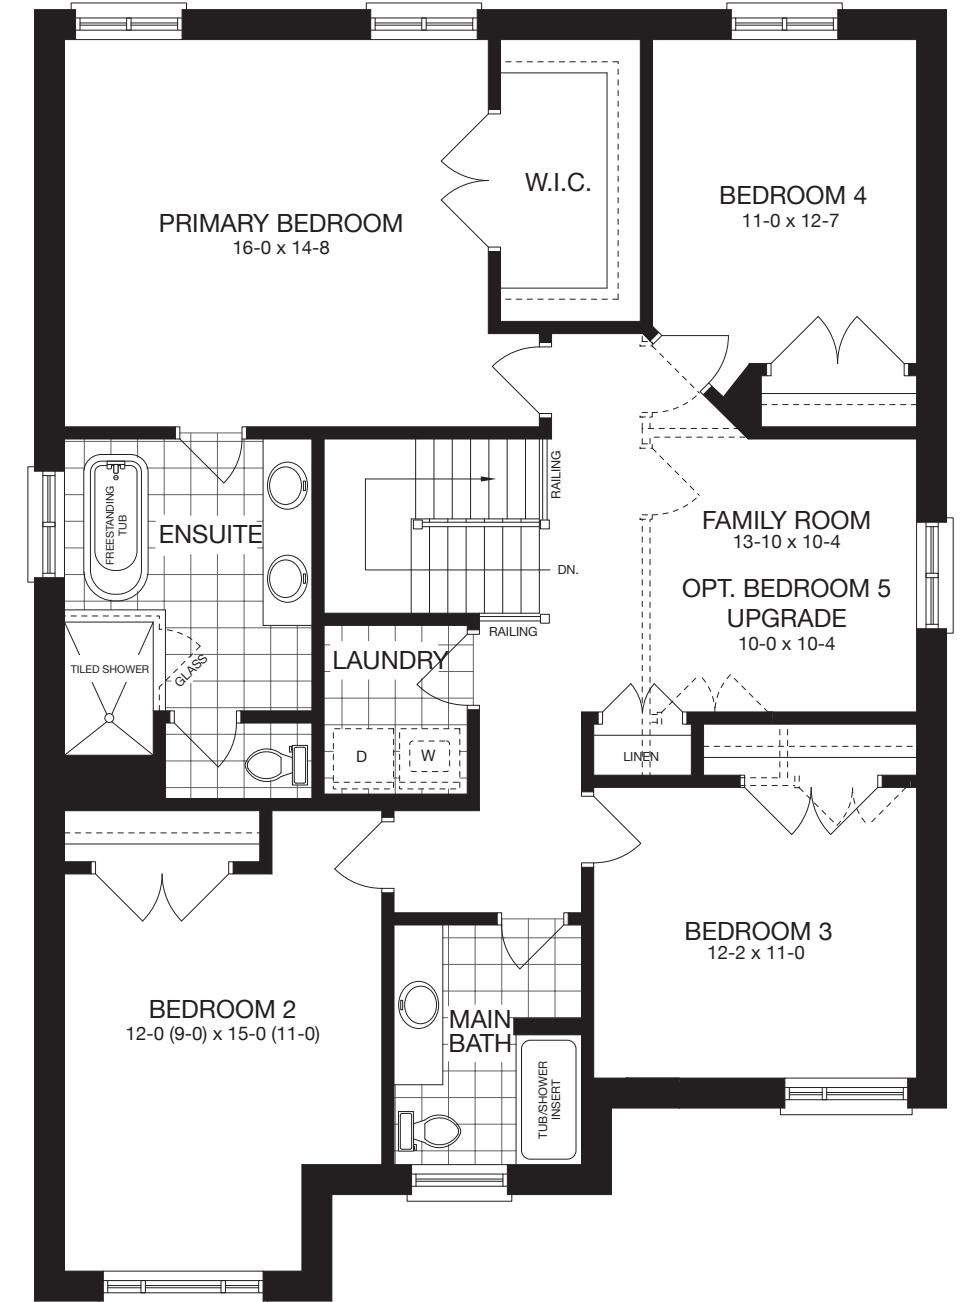 W.I.C.
PRIMARY BEDROOM
16-0 x 14-8
BEDROOM 4
11-0 x 12-7
RAILING
FREESTANDING
TUB
ENSUITE
DN.
FAMILY ROOM
13-10 x 10-4
OPT. BEDROOM 5
UPGRADE
10-0 x 10-4
RAILING
TILED SHOWER
GLASS
LAUNDRY
D
W
LINEN
BEDROOM 3
12-2 x 11-0
BEDROOM 2
12-0 (9-0) x 15-0 (11-0)
MAIN
BATH
TUB/SHOWER
INSERT